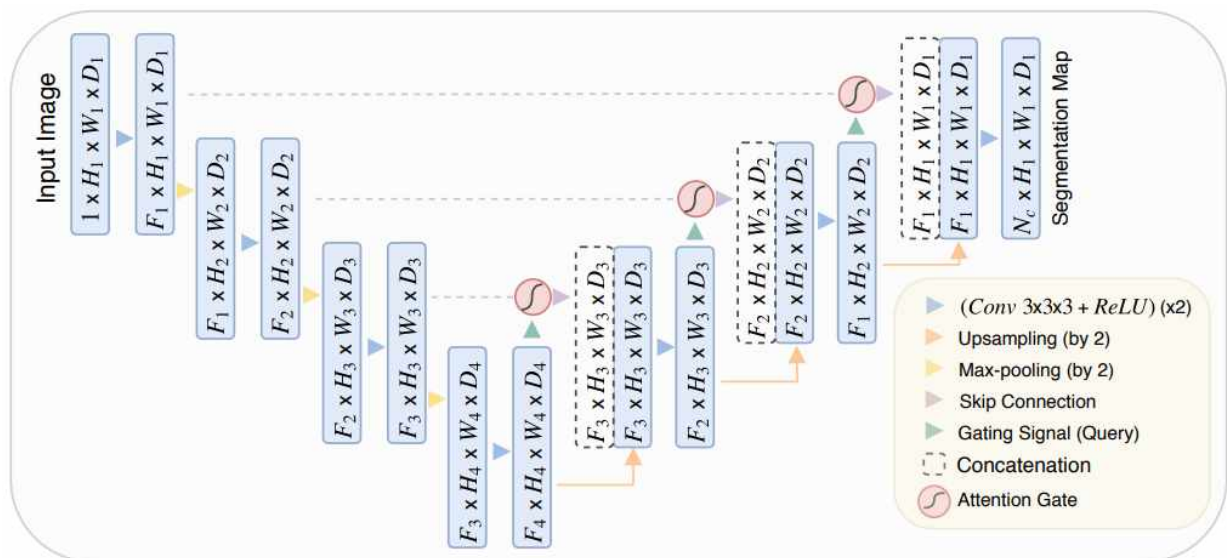 Input Image
1 x H₁ x W₁ x D₁
F₁ x H₁ x W₁ x D₁
F₁ x H₂ x W₂ x D₂
F₂ x H₂ x W₂ x D₂
F₂ x H₃ x W₃ x D₃
F₃ x H₃ x W₃ x D₃
F₃ x H₄ x W₄ x D₄
F₄ x H₄ x W₄ x D₄
F₃ x H₃ x W₃ x D₃
F₃ x H₃ x W₃ x D₃
F₂ x H₃ x W₃ x D₃
F₂ x H₂ x W₂ x D₂
F₂ x H₂ x W₂ x D₂
F₁ x H₂ x W₂ x D₂
F₁ x H₁ x W₁ x D₁
F₁ x H₁ x W₁ x D₁
Nc x H₁ x W₁ x D₁
Segmentation Map
(Conv 3x3x3 + ReLU) (x2)
Upsampling (by 2)
Max-pooling (by 2)
Skip Connection
Gating Signal (Query)
Concatenation
Attention Gate